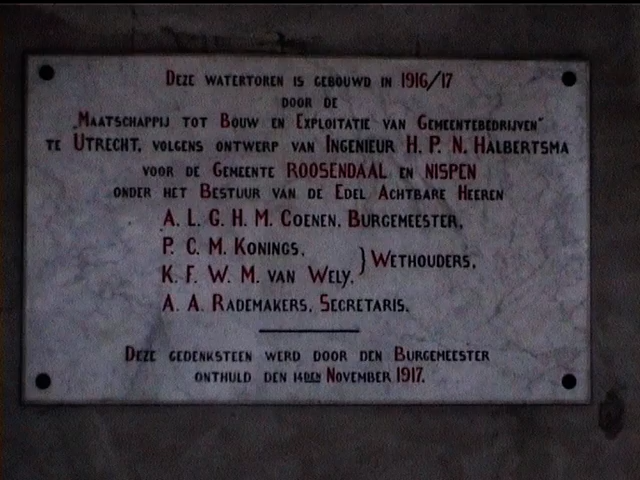 Deze watertoren is gebouwd in 1916/17
door de
„Maatschappij tot Bouw en Exploitatie van Gemeentebedrijven"
te Utrecht, volgens ontwerp van Ingenieur H. P. N. Halbertsma
voor de Gemeente ROOSENDAAL en NISPEN
onder het Bestuur van de Edel Achtbare Heeren
A. L. G. H. M. Coenen, Burgemeester,
P. C. M. Konings,
K. F. W. M. van Wely, } Wethouders,
A. A. Rademakers, Secretaris.
Deze gedenksteen werd door den Burgemeester
onthuld den 14den November 1917.